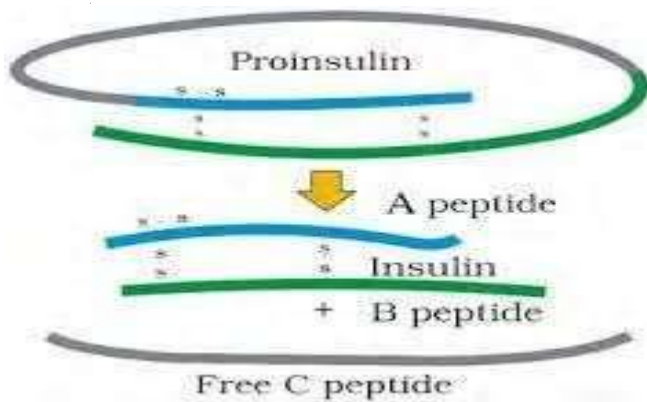 Proinsulin
s s
s s
s s
A peptide
s s
s s
s s
Insulin
+ B peptide
Free C peptide